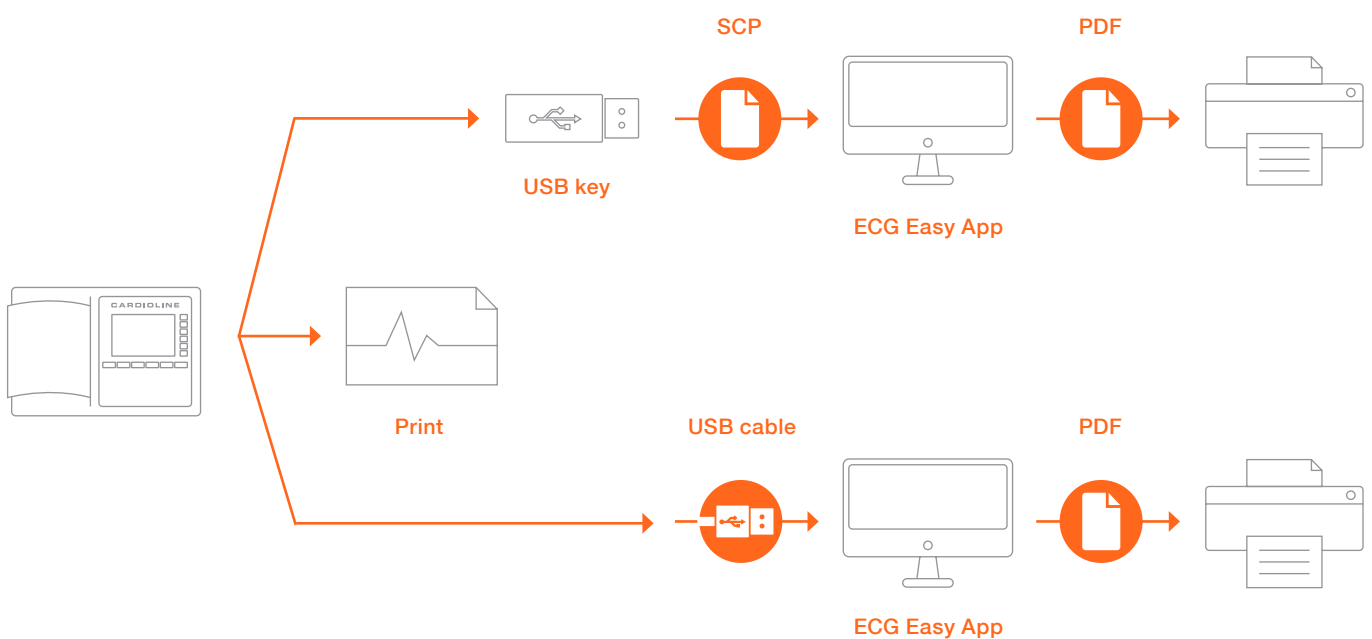 SCP
PDF
USB key
ECG Easy App
CARDIOLINE
Print
USB cable
PDF
ECG Easy App